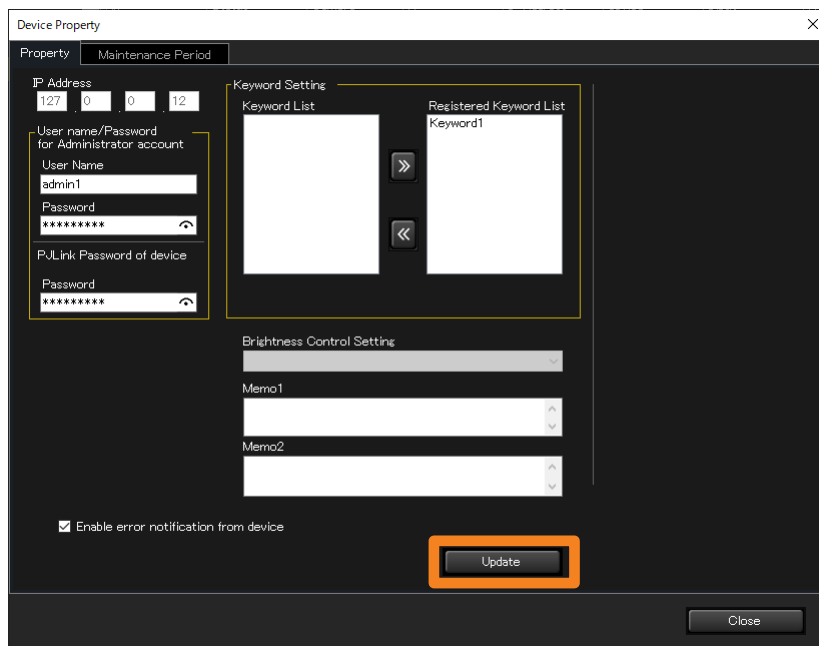 Device Property
Property
Maintenance Period
IP Address
127 . 0 . 0 . 12
User name/Password
for Administrator account
User Name
admin1
Password
*********
PJLink Password of device
Password
*********
Keyword Setting
Keyword List
Registered Keyword List
Keyword1
Brightness Control Setting
Memo1
Memo2
Enable error notification from device
Update
Close